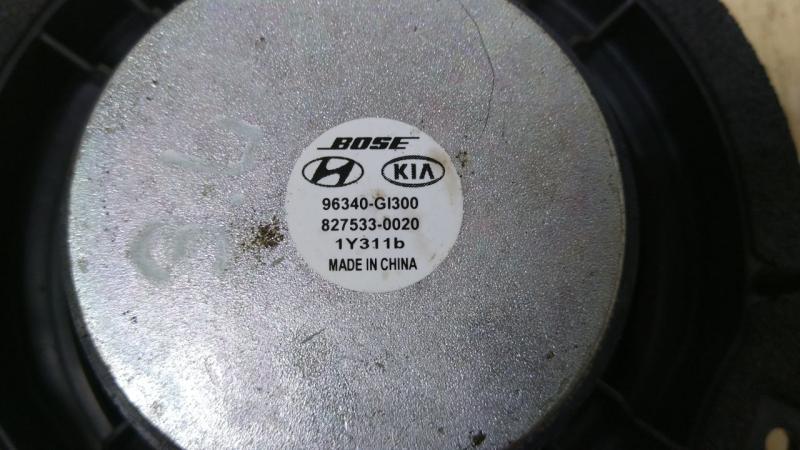 BOSE
KIA
96340-GI300
827533-0020
1Y311b
MADE IN CHINA